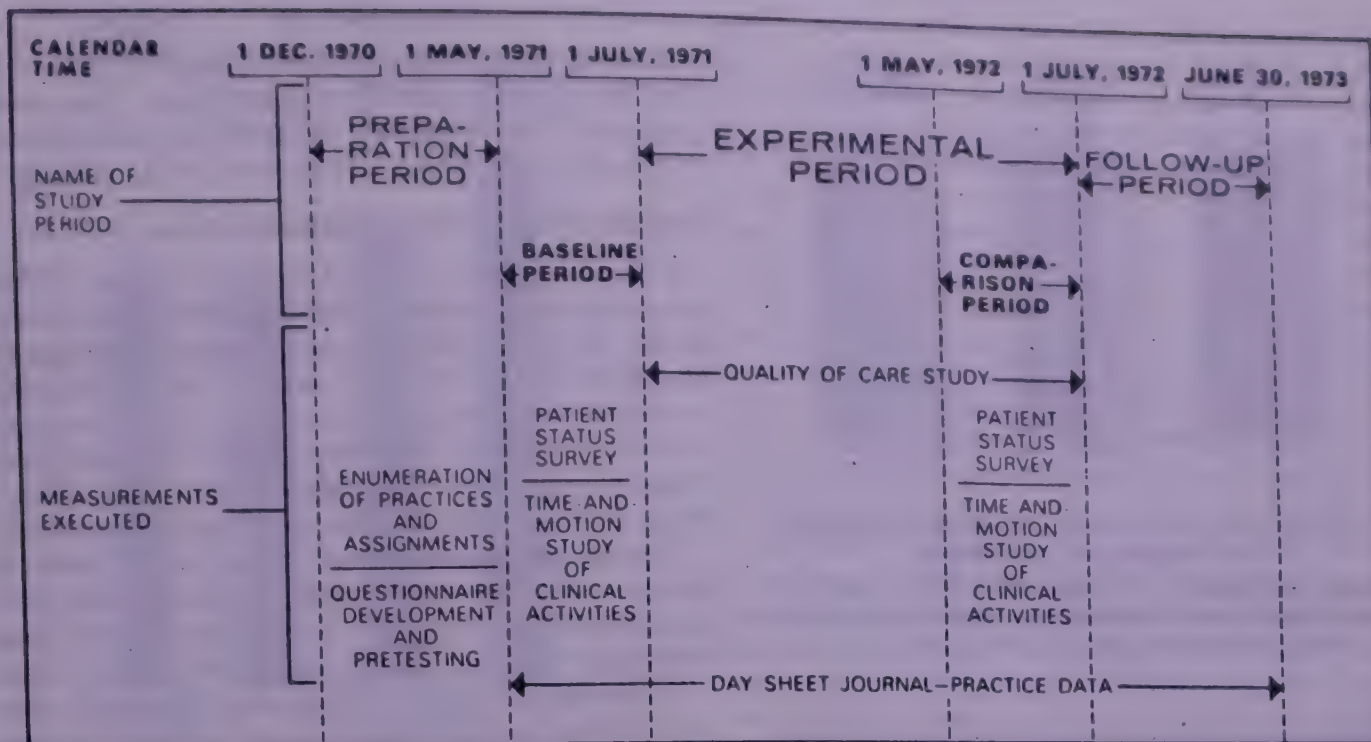 CALENDAR
TIME
1 DEC. 1970
1 MAY, 1971
1 JULY, 1971
1 MAY, 1972
1 JULY, 1972
JUNE 30, 1973
NAME OF
STUDY
PERIOD
PREPA-
RATION
PERIOD
EXPERIMENTAL
PERIOD
FOLLOW-UP
PERIOD
BASELINE
PERIOD
COMPA-
RISON
PERIOD
MEASUREMENTS
EXECUTED
QUALITY OF CARE STUDY
ENUMERATION
OF PRACTICES
AND
ASSIGNMENTS
QUESTIONNAIRE
DEVELOPMENT
AND
PRETESTING
PATIENT
STATUS
SURVEY
TIME AND
MOTION
STUDY
OF
CLINICAL
ACTIVITIES
PATIENT
STATUS
SURVEY
TIME AND
MOTION
STUDY
OF
CLINICAL
ACTIVITIES
DAY SHEET JOURNAL-PRACTICE DATA